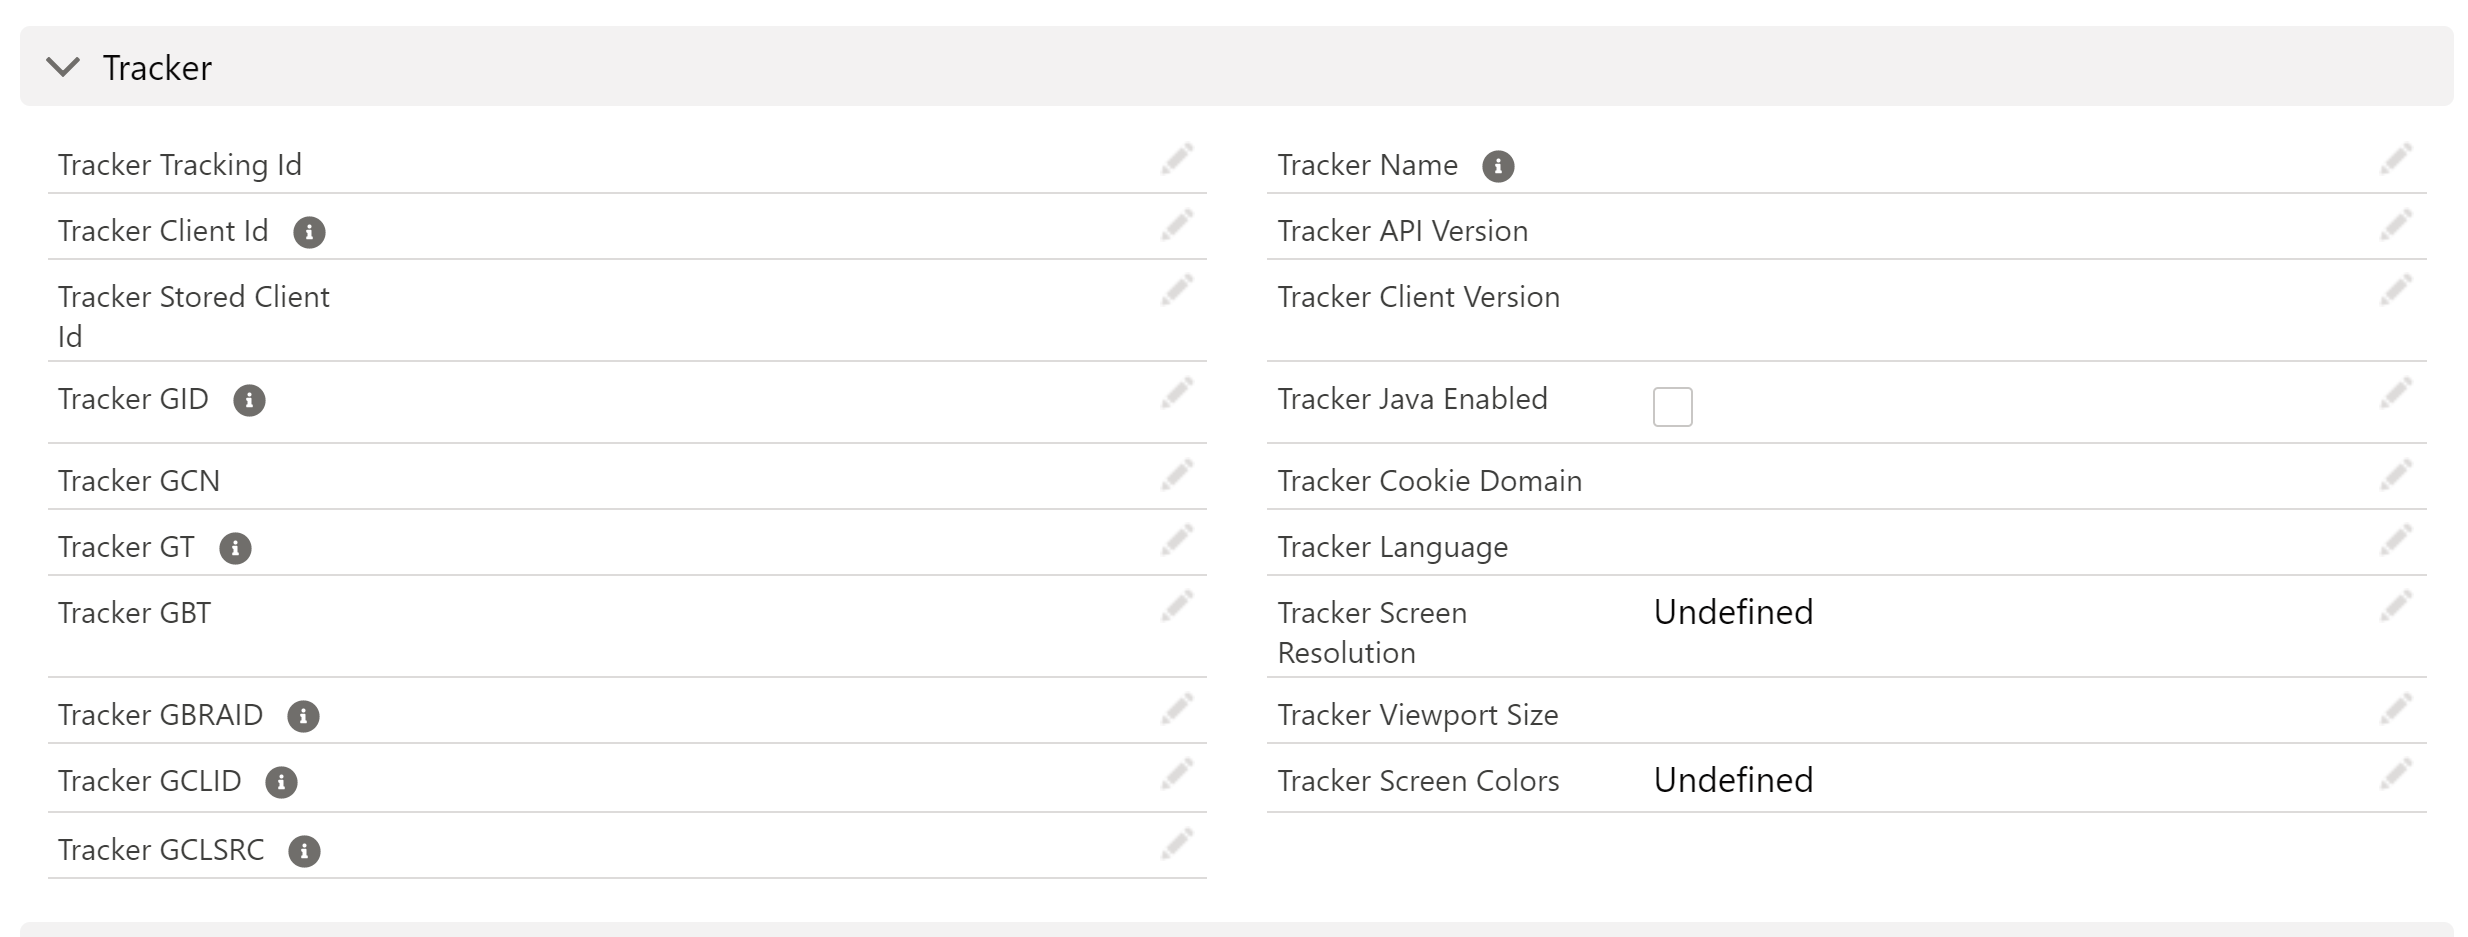 Tracker
Tracker Tracking Id
Tracker Name
Tracker Client Id
Tracker API Version
Tracker Stored Client
Id
Tracker Client Version
Tracker GID
Tracker Java Enabled
Tracker GCN
Tracker Cookie Domain
Tracker GT
Tracker Language
Tracker GBT
Tracker Screen
Resolution
Undefined
Tracker GBRAID
Tracker Viewport Size
Tracker GCLID
Tracker Screen Colors
Undefined
Tracker GCLSRC